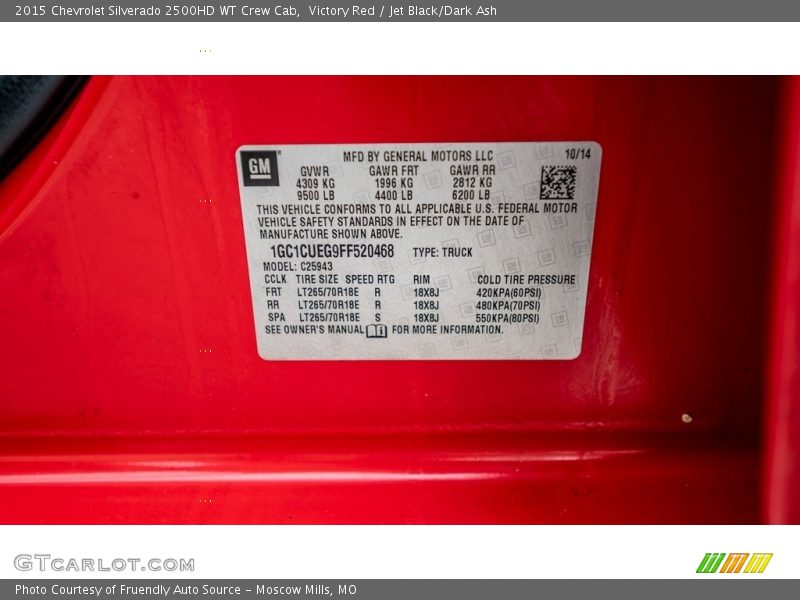 2015 Chevrolet Silverado 2500HD WT Crew Cab,  Victory Red / Jet Black/Dark Ash
GM
MFD BY GENERAL MOTORS LLC 10/14
GVWR GAWR FRT GAWR RR
4309 KG 1996 KG 2812 KG
9500 LB 4400 LB 6200 LB
THIS VEHICLE CONFORMS TO ALL APPLICABLE U.S. FEDERAL MOTOR
VEHICLE SAFETY STANDARDS IN EFFECT ON THE DATE OF
MANUFACTURE SHOWN ABOVE.
1GC1CUEG9FF520468 TYPE: TRUCK
MODEL: C25943
CCLK TIRE SIZE SPEED RTG RIM COLD TIRE PRESSURE
FRT LT265/70R18E R 18X8J 420KPA(60PSI)
RR LT265/70R18E R 18X8J 480KPA(70PSI)
SPA LT265/70R18E S 18X8J 550KPA(80PSI)
SEE OWNER'S MANUAL FOR MORE INFORMATION.
GTCARLOT.COM
Photo Courtesy of Fruendly Auto Source – Moscow Mills, MO